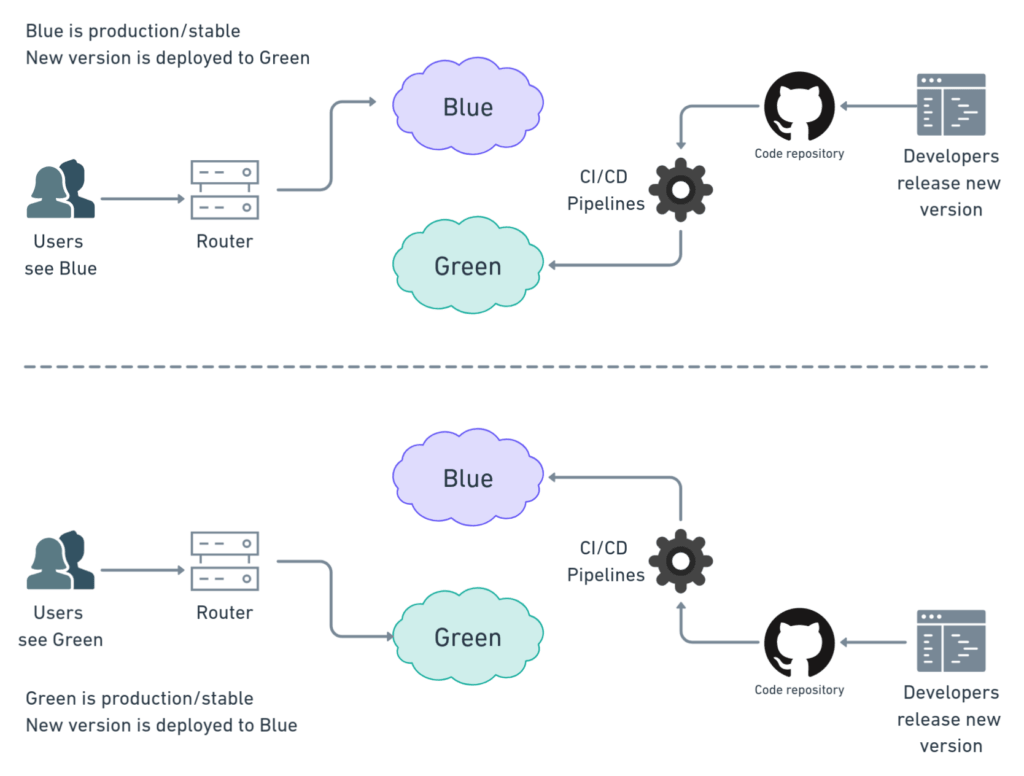 Blue is production/stable
New version is deployed to Green
Blue
Code repository
Developers
release new
version
CI/CD
Pipelines
Users
see Blue
Router
Green
Blue
CI/CD
Pipelines
Users
see Green
Router
Green
Code repository
Developers
release new
version
Green is production/stable
New version is deployed to Blue